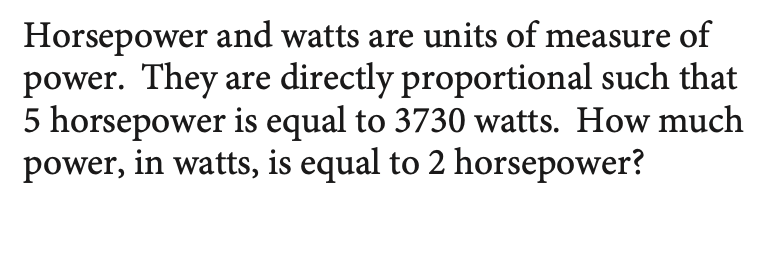 Horsepower and watts are units of measure of
power.  They are directly proportional such that
5 horsepower is equal to 3730 watts.  How much
power, in watts, is equal to 2 horsepower?